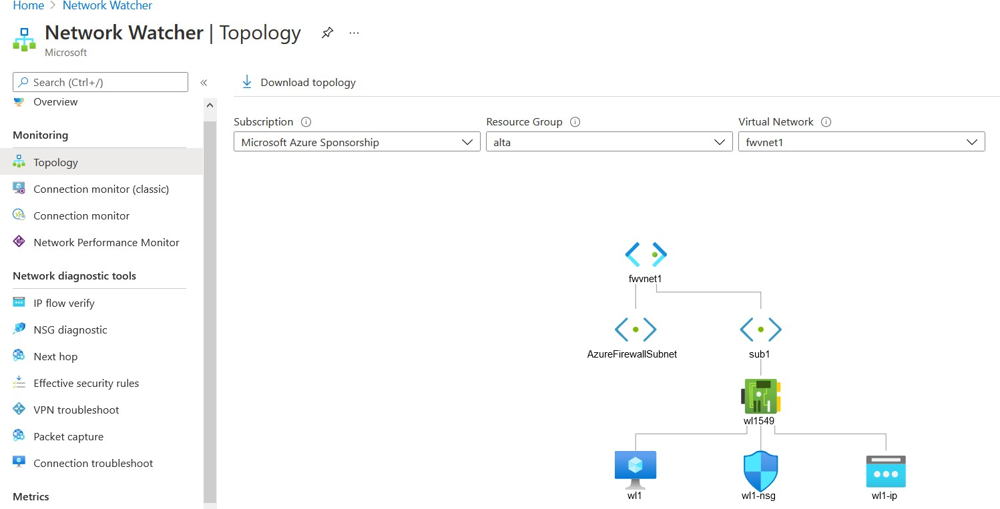 Home > Network Watcher
Network Watcher | Topology ...
Microsoft
Search (Ctrl+/) «
Overview
Monitoring
Topology
Connection monitor (classic)
Connection monitor
Network Performance Monitor
Network diagnostic tools
IP flow verify
NSG diagnostic
Next hop
Effective security rules
VPN troubleshoot
Packet capture
Connection troubleshoot
Metrics
Download topology
Subscription
Microsoft Azure Sponsorship
Resource Group
alta
Virtual Network
fwvnet1
fwvnet1
AzureFirewallSubnet
sub1
wl1549
wl1
wl1-nsg
wl1-ip